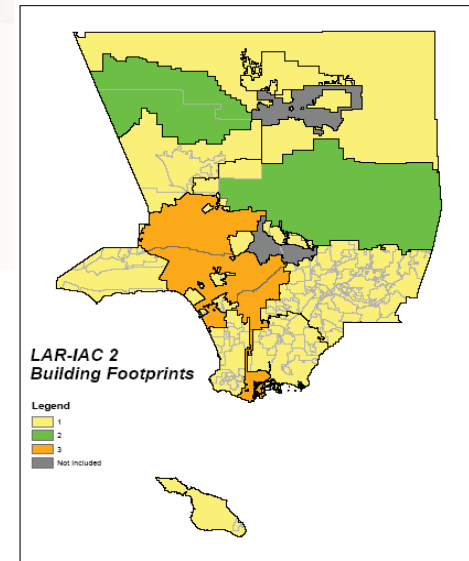 LAR-IAC 2
Building Footprints
Legend
1
2
3
Not Included